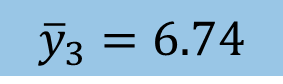 ȳ₃ = 6.74